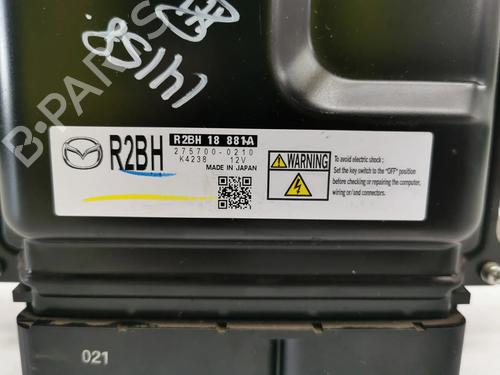 14158
B-PARTS
R2BH
R2BH 18 881A
275700-0210
K4238 12V
MADE IN JAPAN
WARNING
To avoid electric shock ;
Set the key switch to the "OFF" position
before checking or repairing the computer,
wiring or/and connectors.
021